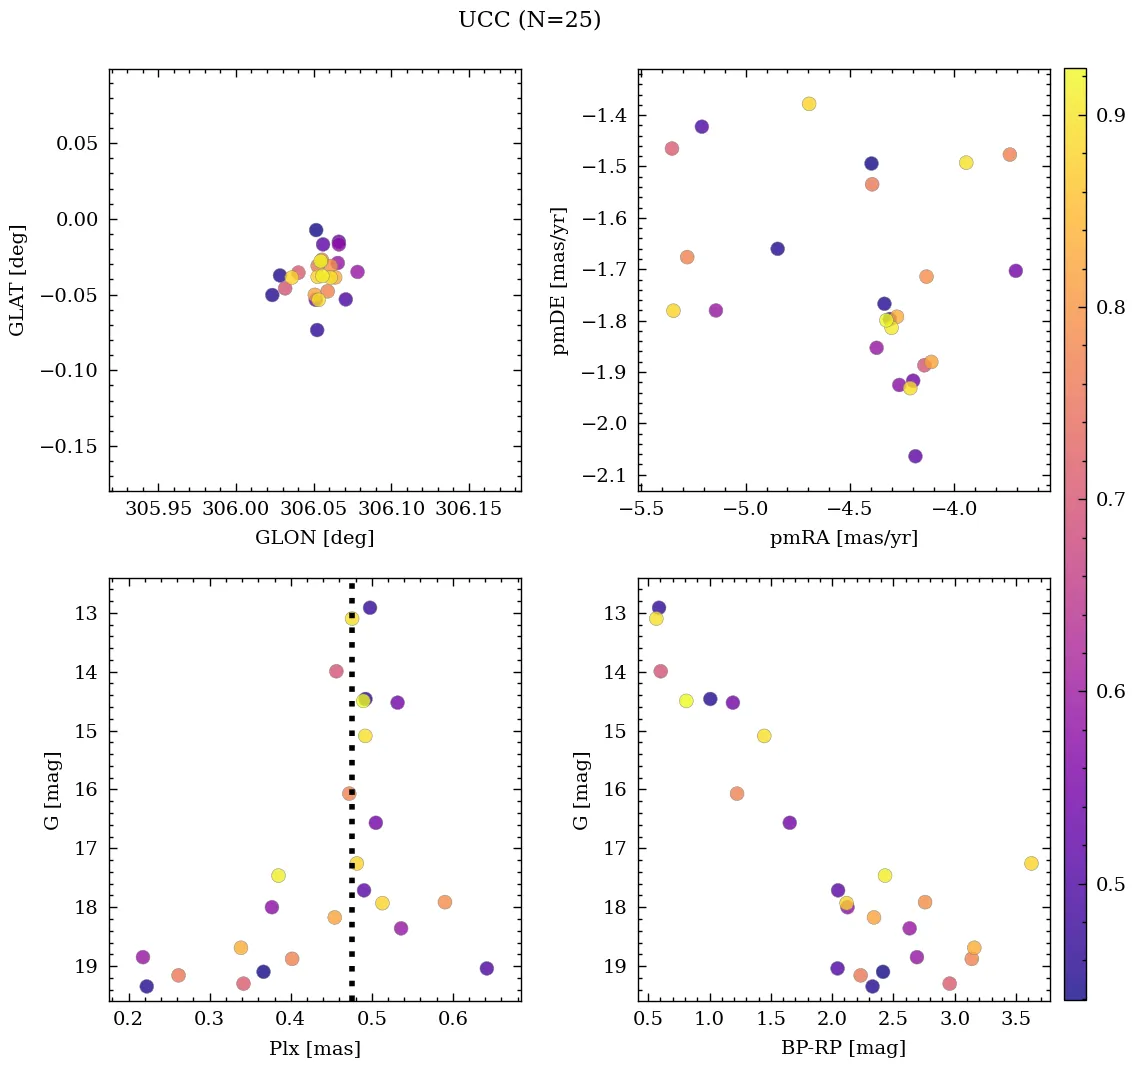 UCC (N=25)
0.05
0.00
−0.05
−0.10
−0.15
GLAT [deg]
305.95 306.00 306.05 306.10 306.15
GLON [deg]
−1.4
−1.5
−1.6
−1.7
−1.8
−1.9
−2.0
−2.1
pmDE [mas/yr]
−5.5 −5.0 −4.5 −4.0
pmRA [mas/yr]
0.9
0.8
0.7
0.6
0.5
13
14
15
16
17
18
19
G [mag]
0.2 0.3 0.4 0.5 0.6
Plx [mas]
13
14
15
16
17
18
19
G [mag]
0.5 1.0 1.5 2.0 2.5 3.0 3.5
BP-RP [mag]